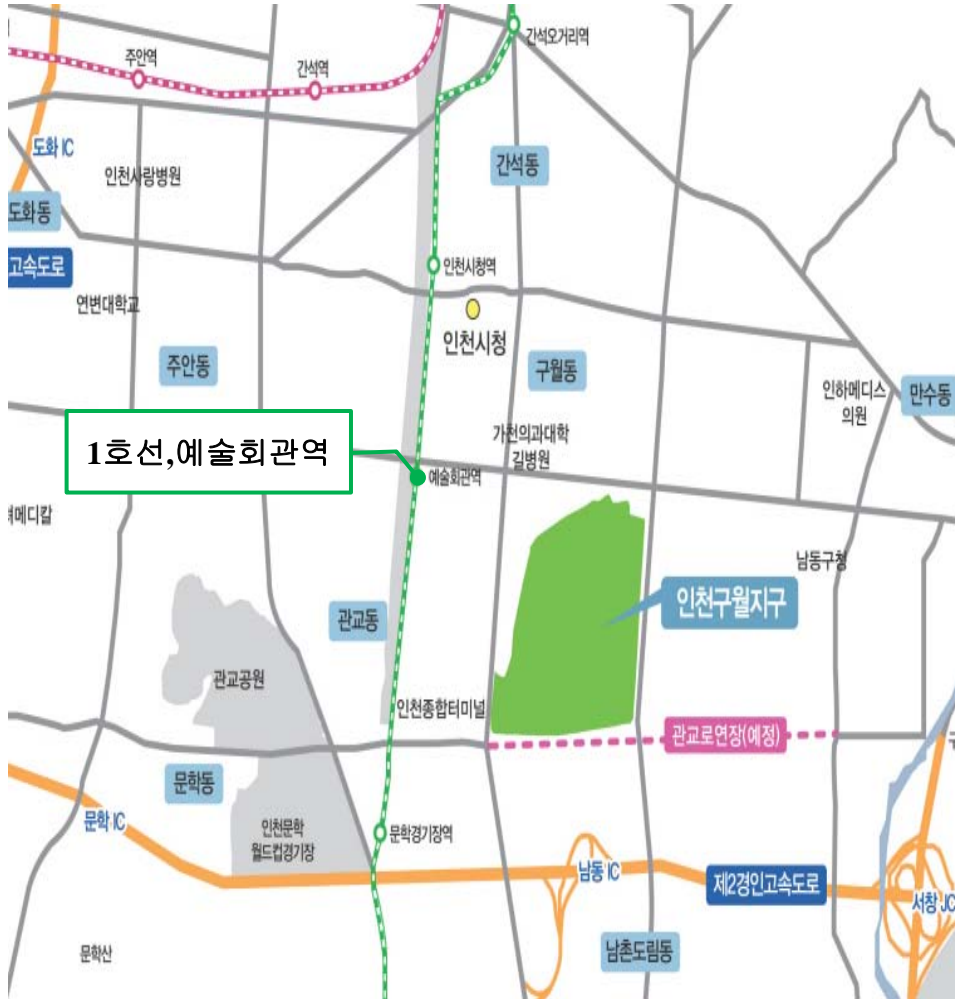 간석오거리역
주안역
간석역
도화 IC
간석동
인천사랑병원
도화동
고속도로
인천시청역
연변대학교
인천시청
주안동
구월동
인하메디스
의원
만수동
1호선,예술회관역
가천의과대학
길병원
예술회관역
메디칼
남동구청
인천구월지구
관교동
관교공원
인천종합터미널
관교로연장(예정)
문학동
문학 IC
인천문학
월드컵경기장
문학경기장역
남동 IC
제2경인고속도로
서창 JC
문학산
남촌도림동